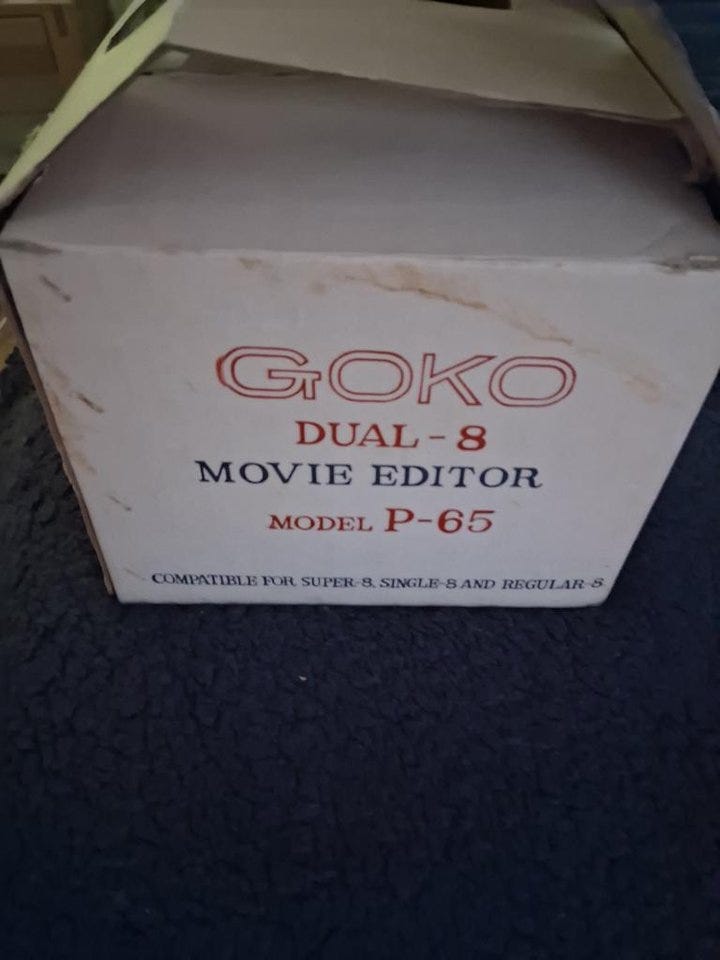 GOKO
DUAL-8
MOVIE EDITOR
MODEL P-65
COMPATIBLE FOR SUPER-8, SINGLE-8 AND REGULAR-8